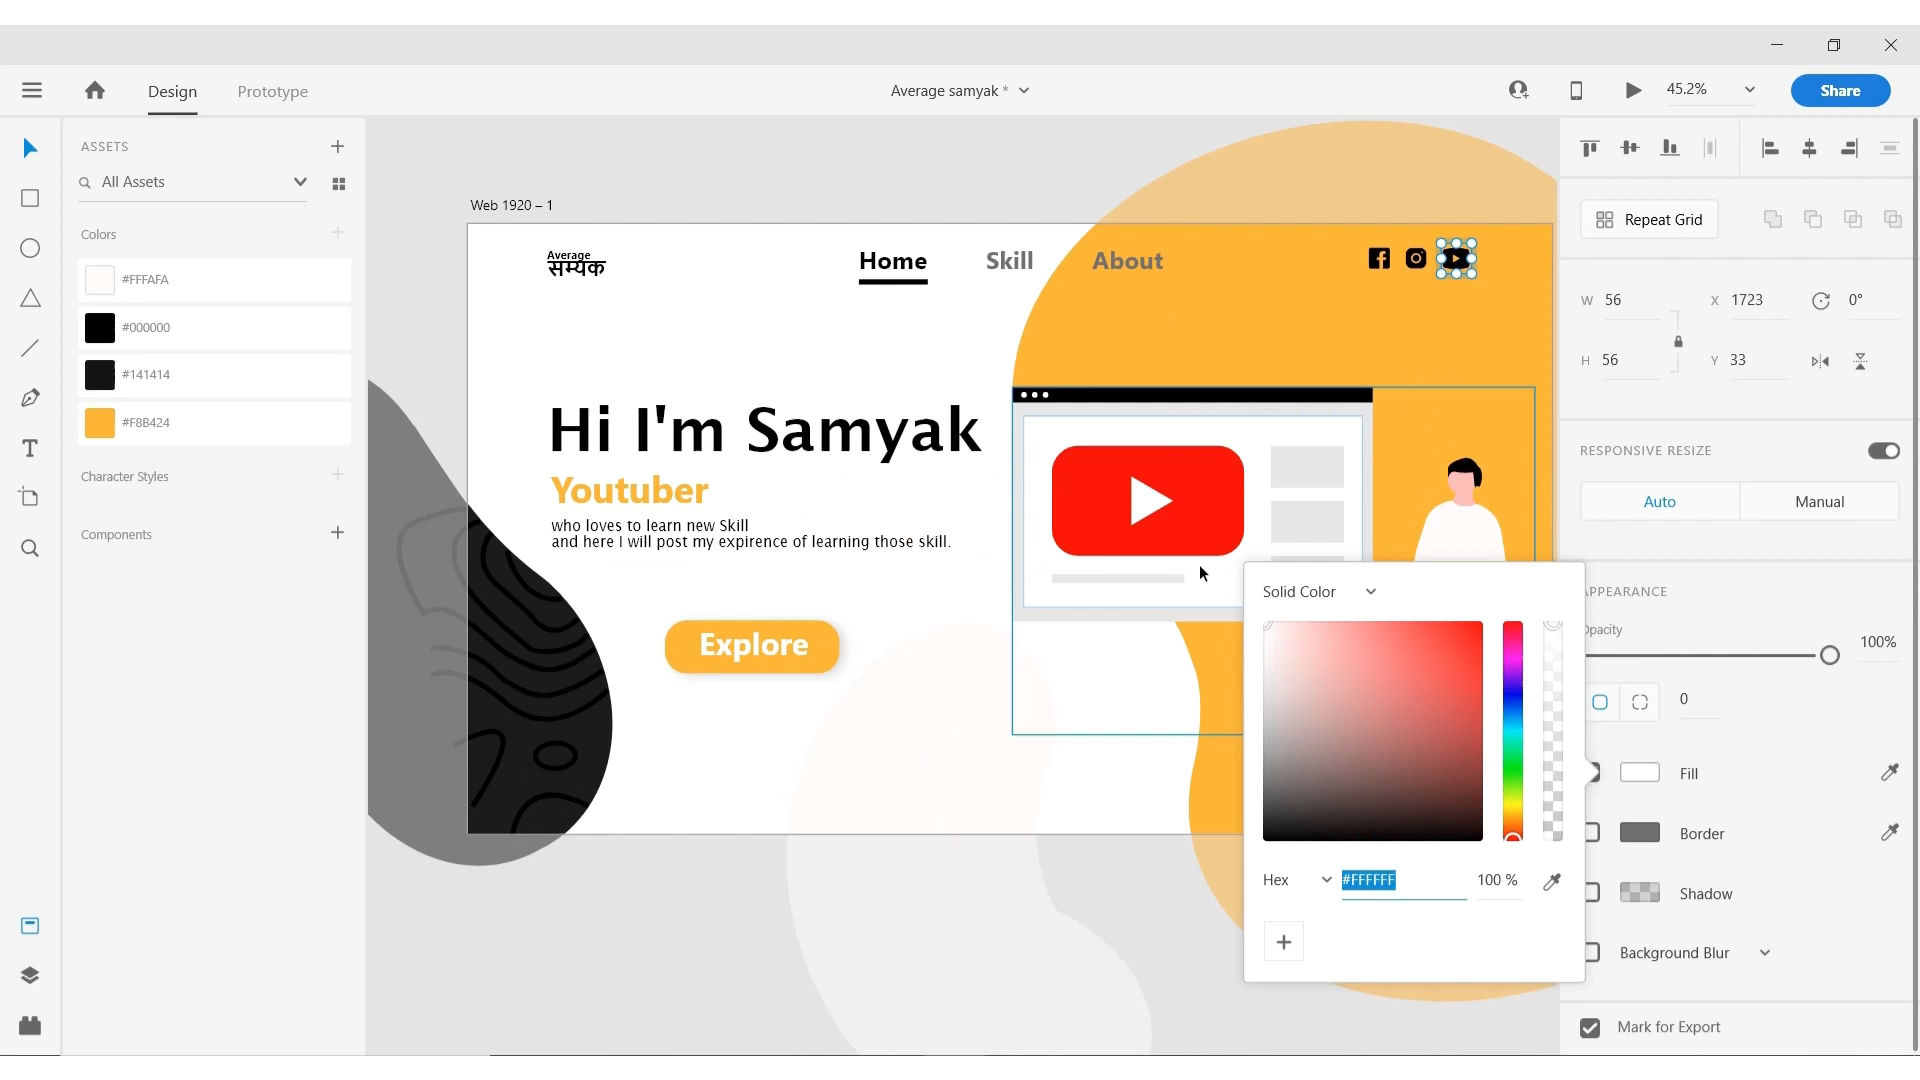 Design
Prototype
Average samyak *
45.2%
Share
ASSETS
All Assets
Colors
#FFFAFA
#000000
#141414
#F8B424
Character Styles
Components
Web 1920 – 1
Average
सम्यक
Home
Skill
About
Hi I'm Samyak
Youtuber
who loves to learn new Skill
and here I will post my expirence of learning those skill.
Explore
Solid Color
Hex
#FFFFFF
100 %
Repeat Grid
W 56
X 1723
0°
H 56
Y 33
RESPONSIVE RESIZE
Auto
Manual
APPEARANCE
Opacity
100%
0
Fill
Border
Shadow
Background Blur
Mark for Export